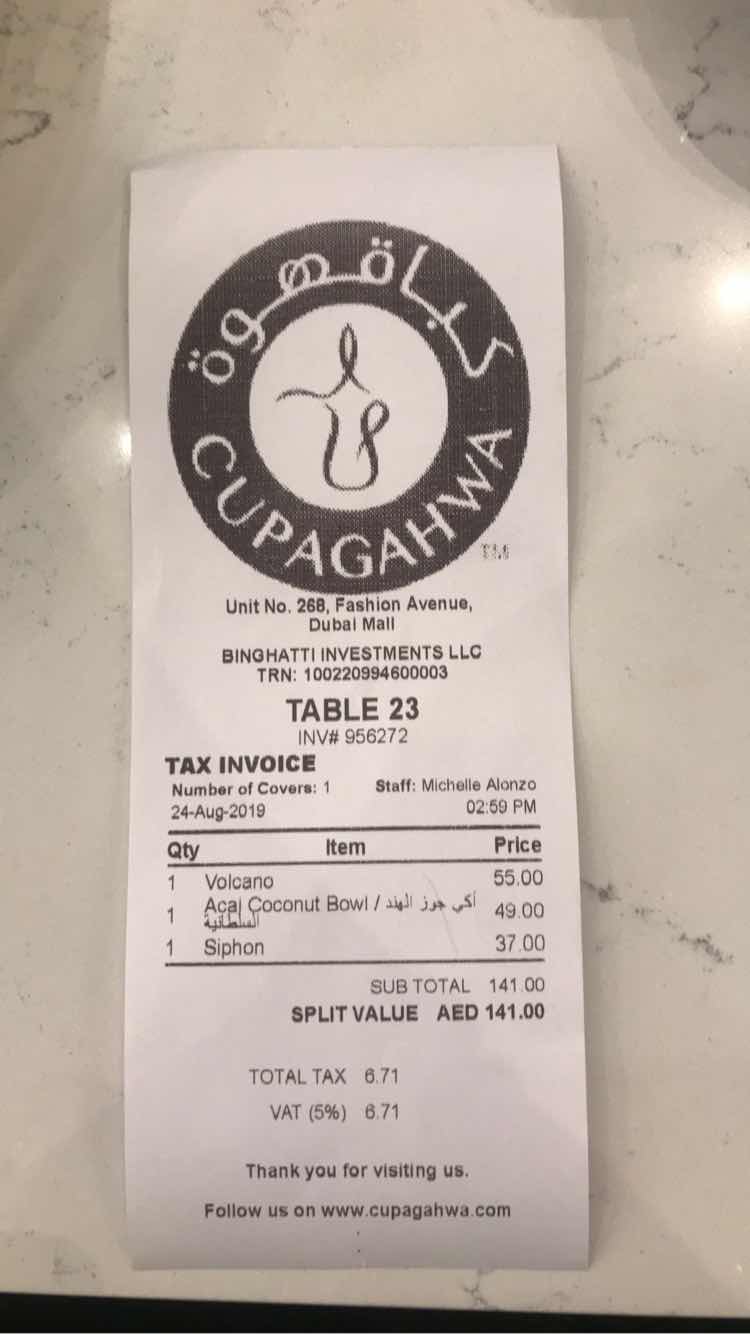 كباية قهوة
CUPAGAHWA
TM
Unit No. 268, Fashion Avenue,
Dubai Mall
BINGHATTI INVESTMENTS LLC
TRN: 100220994600003
TABLE 23
INV# 956272
TAX INVOICE
Number of Covers: 1 Staff: Michelle Alonzo
24-Aug-2019 02:59 PM
Qty Item Price
1 Volcano 55.00
1 Acai Coconut Bowl / أكي جوز الهند 49.00
السلطانية
1 Siphon 37.00
SUB TOTAL 141.00
SPLIT VALUE AED 141.00
TOTAL TAX 6.71
VAT (5%) 6.71
Thank you for visiting us.
Follow us on www.cupagahwa.com